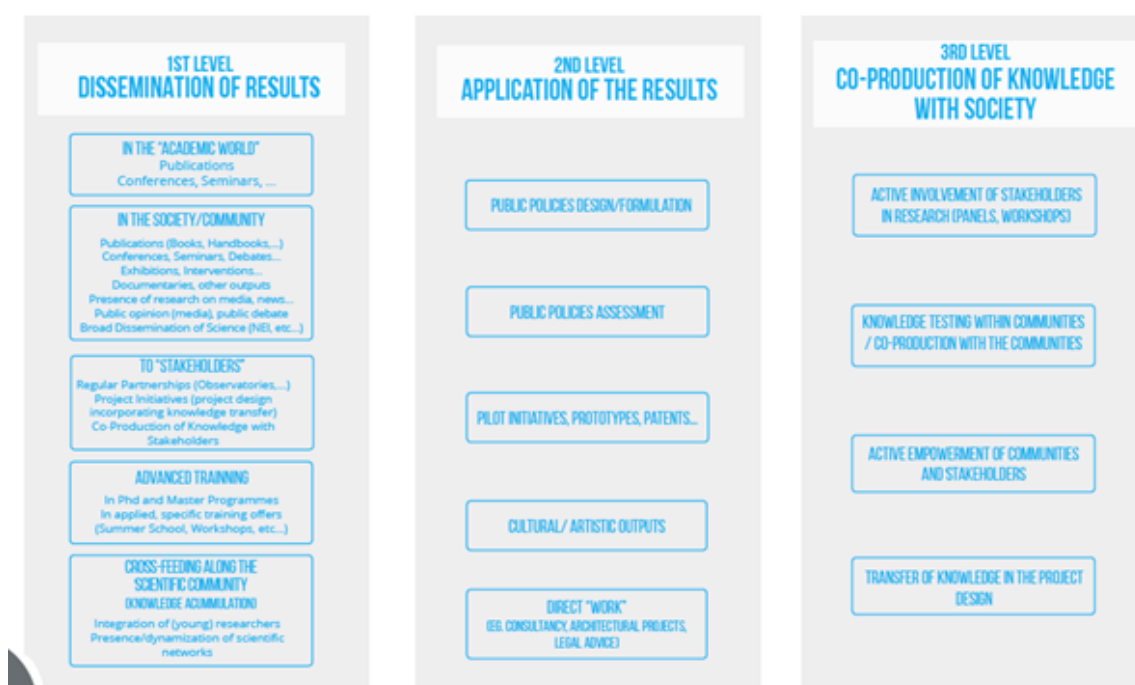 1ST LEVEL
DISSEMINATION OF RESULTS
IN THE "ACADEMIC WORLD"
Publications
Conferences, Seminars, ...
IN THE SOCIETY/COMMUNITY
Publications (Books, Handbooks,...)
Conferences, Seminars, Debates...
Exhibitions, Interventions...
Documentaries, other outputs
Presence of research on media, news...
Public opinion (media), public debate
Broad Dissemination of Science (NEI, etc...)
TO "STAKEHOLDERS"
Regular Partnerships (Observatories,...)
Project Initiatives (project design
incorporating knowledge transfer)
Co-Production of Knowledge with
Stakeholders
ADVANCED TRAINNING
In Phd and Master Programmes
In applied, specific training offers
(Summer School, Workshops, etc...)
CROSS-FEEDING ALONG THE
SCIENTIFIC COMMUNITY
(KNOWLEDGE ACUMMULATION)
Integration of (young) researchers
Presence/dynamization of scientific
networks
2ND LEVEL
APPLICATION OF THE RESULTS
PUBLIC POLICIES DESIGN/FORMULATION
PUBLIC POLICIES ASSESSMENT
PILOT INITIATIVES, PROTOTYPES, PATENTS...
CULTURAL/ ARTISTIC OUTPUTS
DIRECT "WORK"
(EG. CONSULTANCY, ARCHITECTURAL PROJECTS,
LEGAL ADVICE)
3RD LEVEL
CO-PRODUCTION OF KNOWLEDGE
WITH SOCIETY
ACTIVE INVOLVEMENT OF STAKEHOLDERS
IN RESEARCH (PANELS, WORKSHOPS)
KNOWLEDGE TESTING WITHIN COMMUNITIES
/ CO-PRODUCTION WITH THE COMMUNITIES
ACTIVE EMPOWERMENT OF COMMUNITIES
AND STAKEHOLDERS
TRANSFER OF KNOWLEDGE IN THE PROJECT
DESIGN